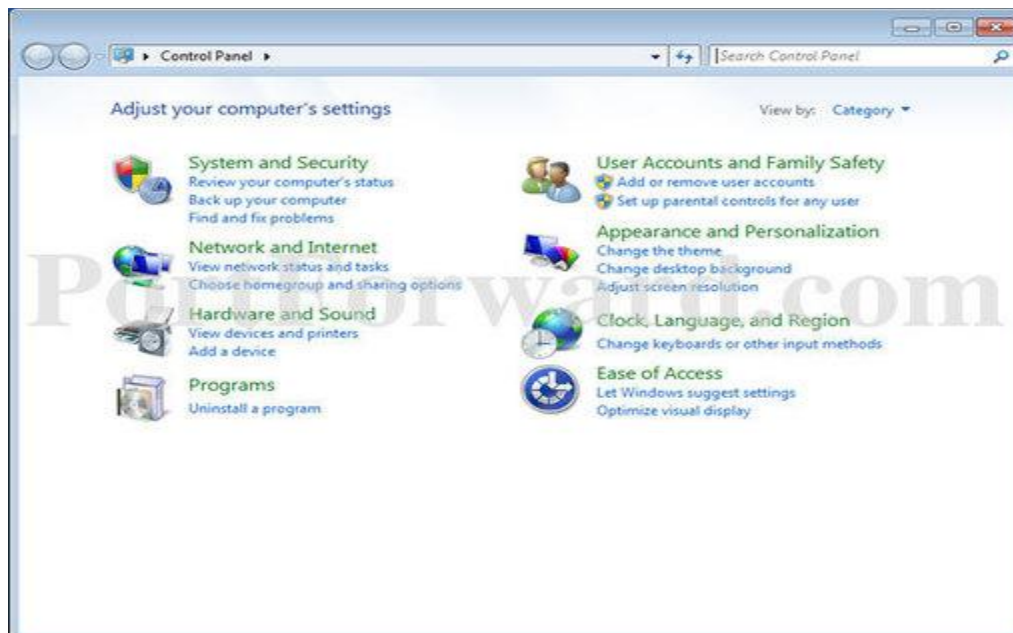 Control Panel
Search Control Panel
Adjust your computer's settings
View by: Category
System and Security
Review your computer's status
Back up your computer
Find and fix problems
Network and Internet
View network status and tasks
Choose homegroup and sharing options
Hardware and Sound
View devices and printers
Add a device
Programs
Uninstall a program
User Accounts and Family Safety
Add or remove user accounts
Set up parental controls for any user
Appearance and Personalization
Change the theme
Change desktop background
Adjust screen resolution
Clock, Language, and Region
Change keyboards or other input methods
Ease of Access
Let Windows suggest settings
Optimize visual display
PortForward.com